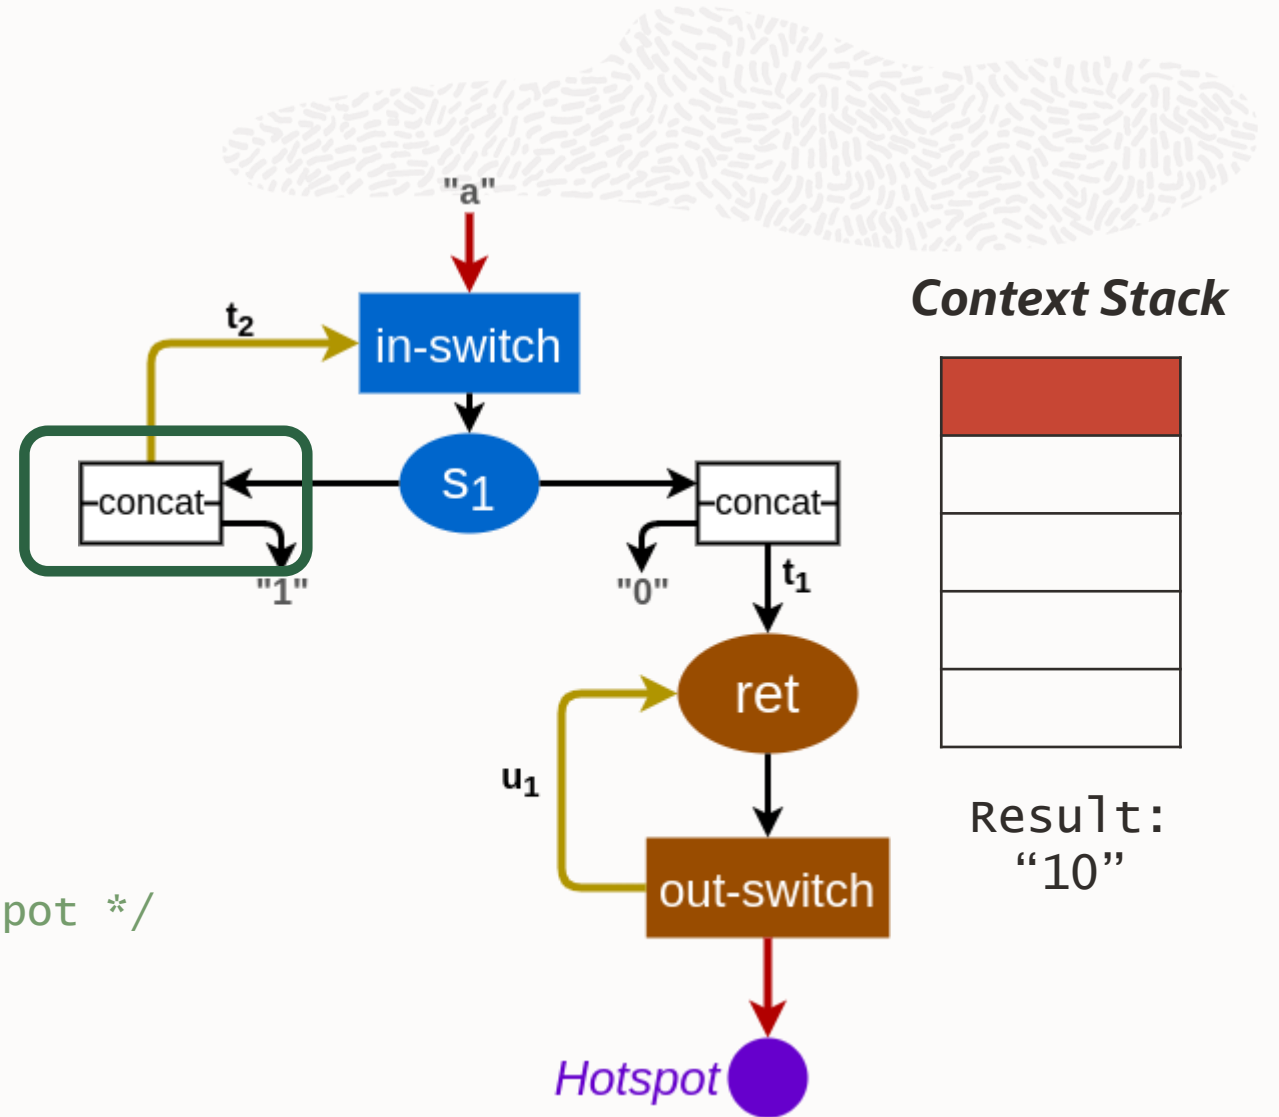 "a"
Context Stack
t2
in-switch
s1
concat
concat
"1"
"0"
t1
ret
u1
Result:
“10”
out-switch
pot */
Hotspot